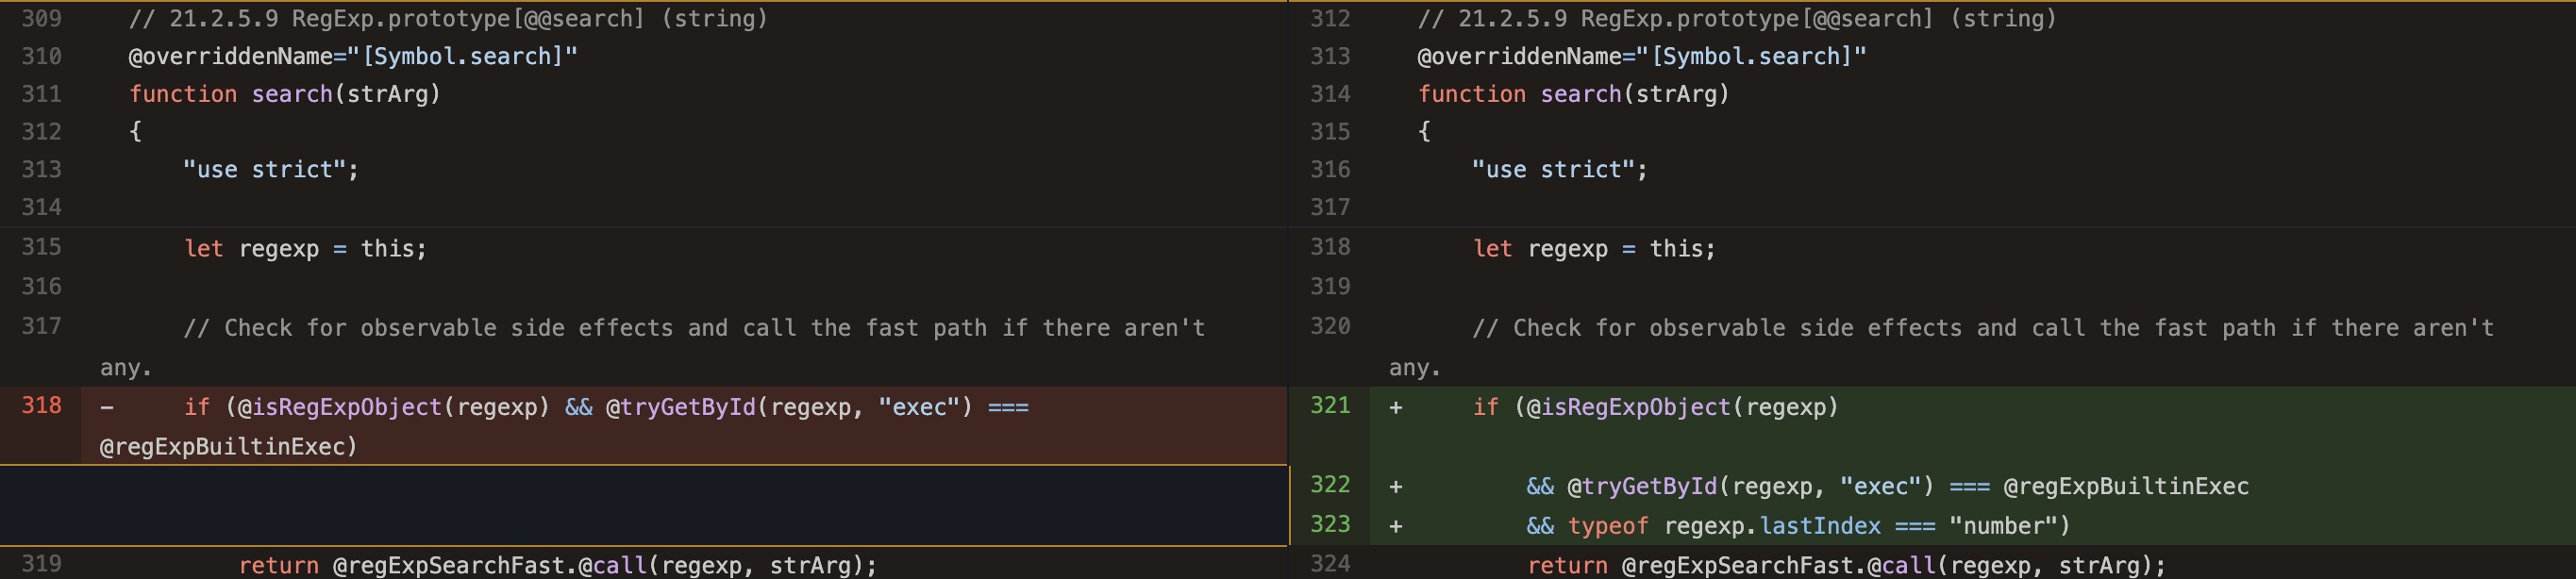 309 // 21.2.5.9 RegExp.prototype[@@search] (string)
310 @overriddenName="[Symbol.search]"
311 function search(strArg)
312 {
313 "use strict";
314
315 let regexp = this;
316
317 // Check for observable side effects and call the fast path if there aren't
any.
318 - if (@isRegExpObject(regexp) && @tryGetById(regexp, "exec") ===
@regExpBuiltinExec)
319 return @regExpSearchFast.@call(regexp, strArg);
312 // 21.2.5.9 RegExp.prototype[@@search] (string)
313 @overriddenName="[Symbol.search]"
314 function search(strArg)
315 {
316 "use strict";
317
318 let regexp = this;
319
320 // Check for observable side effects and call the fast path if there aren't
any.
321 + if (@isRegExpObject(regexp)
322 + && @tryGetById(regexp, "exec") === @regExpBuiltinExec
323 + && typeof regexp.lastIndex === "number")
324 return @regExpSearchFast.@call(regexp, strArg);